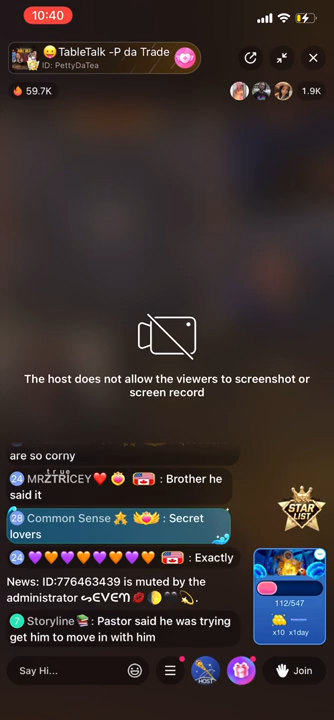 10:40
😛TableTalk -P da Trade
ID: PettyDaTea
59.7K
1.9K
The host does not allow the viewers to screenshot or
screen record
are so corny
24 MRZTRICEY❤️ : Brother he
true
said it
28 Common Sense : Secret
lovers
24 💜🧡💜🧡💜🧡💜🧡 : Exactly
News: ID:776463439 is muted by the
administrator ᔕEVEᗰ💋🌔🖤💫.
7 Storyline📚 : Pastor said he was trying
get him to move in with him
STAR
LIST
112/547
x10 x1day
Say Hi...
HOST
Join